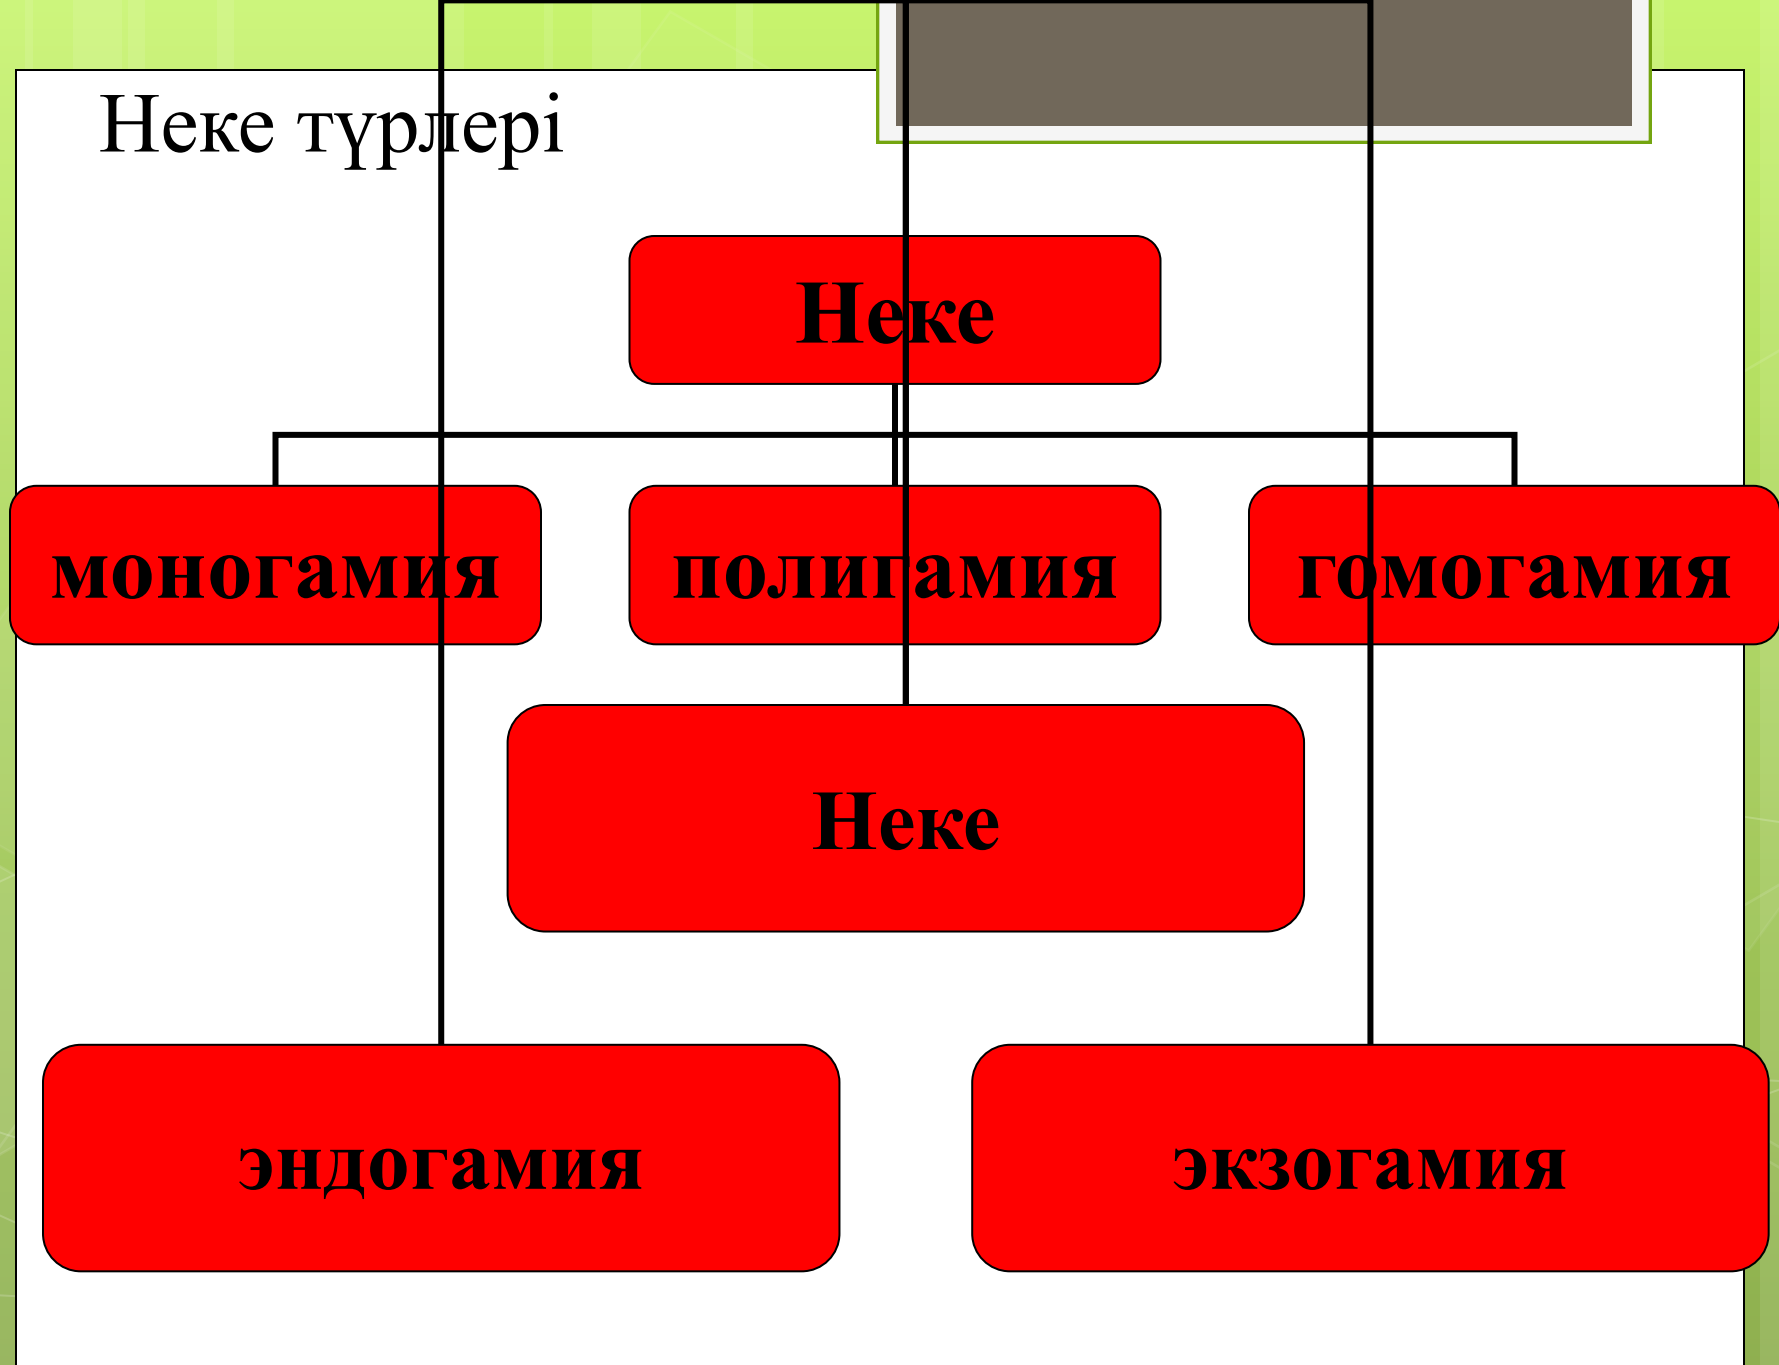 Неке түрлері
Неке
моногамия полигамия гомогамия
Неке
эндогамия экзогамия